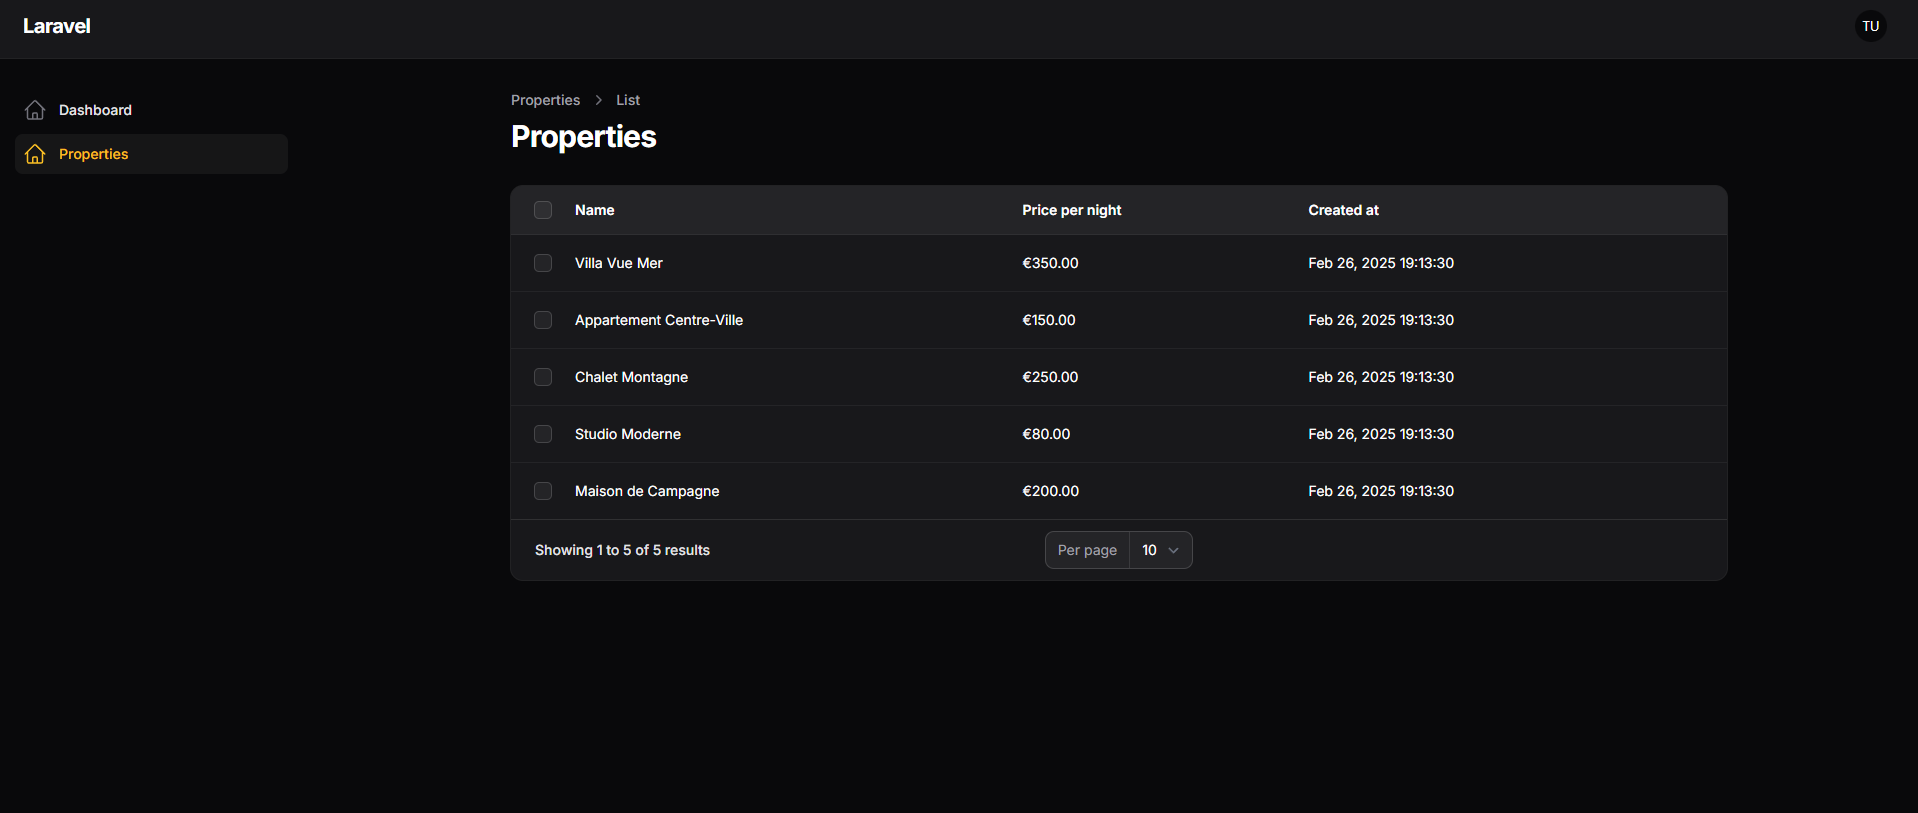 Laravel
TU
Dashboard
Properties
Properties > List
Properties
Name Price per night Created at
Villa Vue Mer €350.00 Feb 26, 2025 19:13:30
Appartement Centre-Ville €150.00 Feb 26, 2025 19:13:30
Chalet Montagne €250.00 Feb 26, 2025 19:13:30
Studio Moderne €80.00 Feb 26, 2025 19:13:30
Maison de Campagne €200.00 Feb 26, 2025 19:13:30
Showing 1 to 5 of 5 results Per page 10